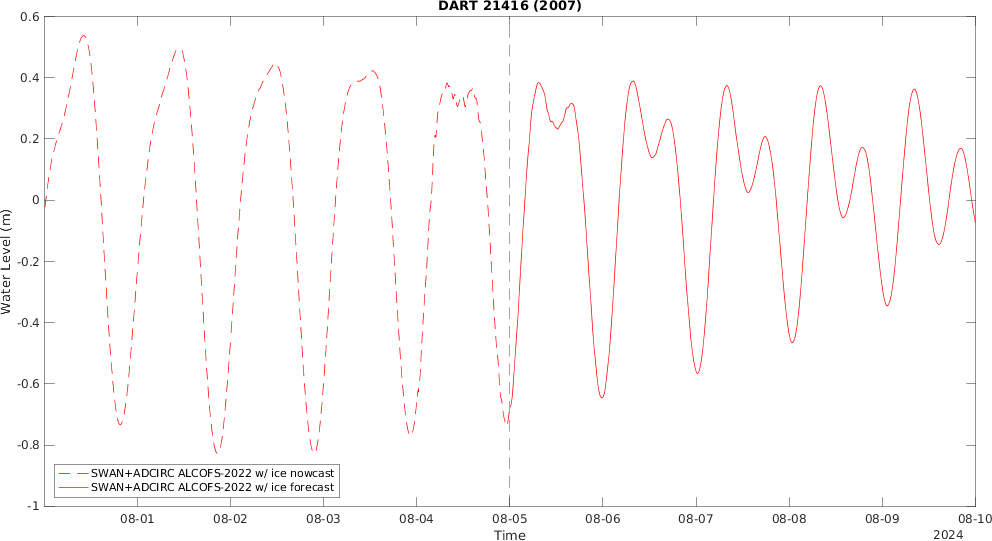 DART 21416 (2007)
0.6
0.4
0.2
0
-0.2
-0.4
-0.6
-0.8
-1
Water Level (m)
SWAN+ADCIRC ALCOFS-2022 w/ ice nowcast
SWAN+ADCIRC ALCOFS-2022 w/ ice forecast
08-01 08-02 08-03 08-04 08-05 08-06 08-07 08-08 08-09 08-10
Time
2024